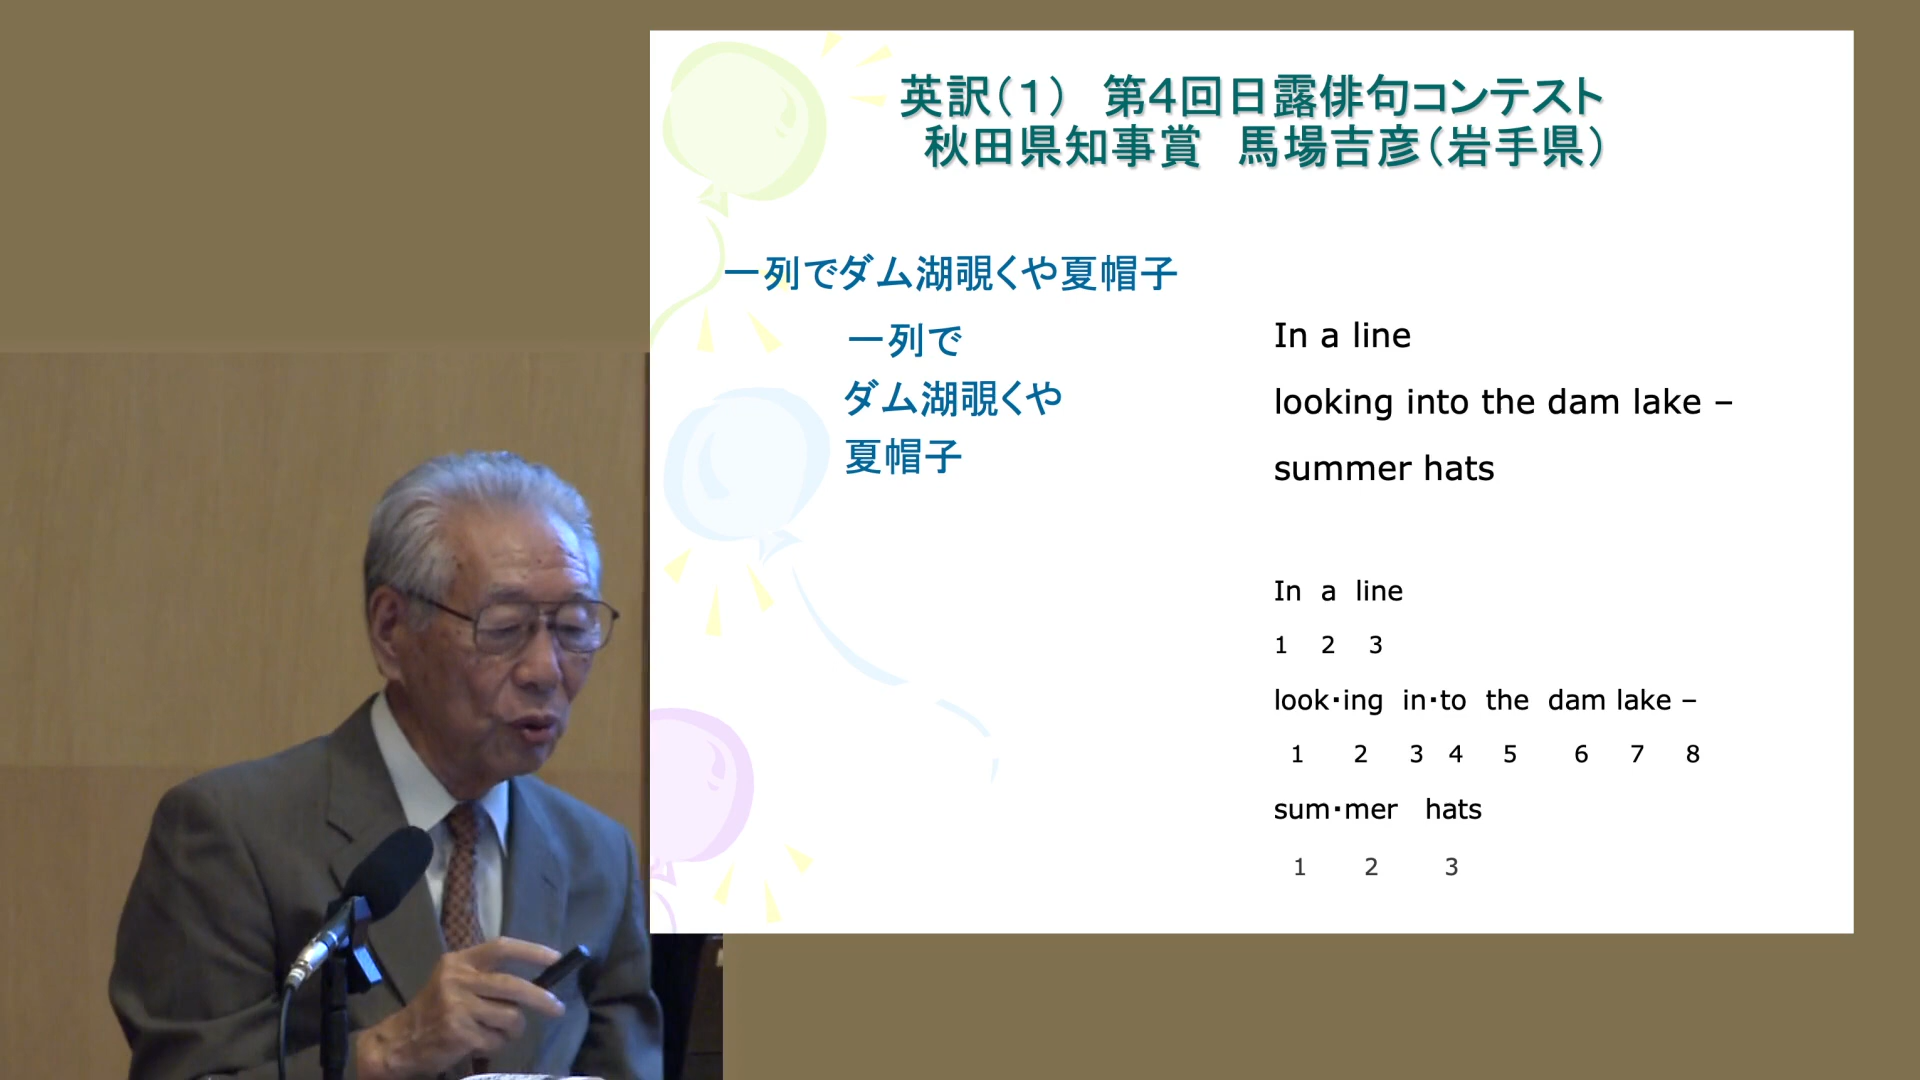 英訳（１）　第４回日露俳句コンテスト
秋田県知事賞　馬場吉彦（岩手県）
一列でダム湖覗くや夏帽子
一列で
ダム湖覗くや
夏帽子
In a line
looking into the dam lake –
summer hats
In a line
1 2 3
look・ing in・to the dam lake –
1 2 3 4 5 6 7 8
sum・mer hats
1 2 3